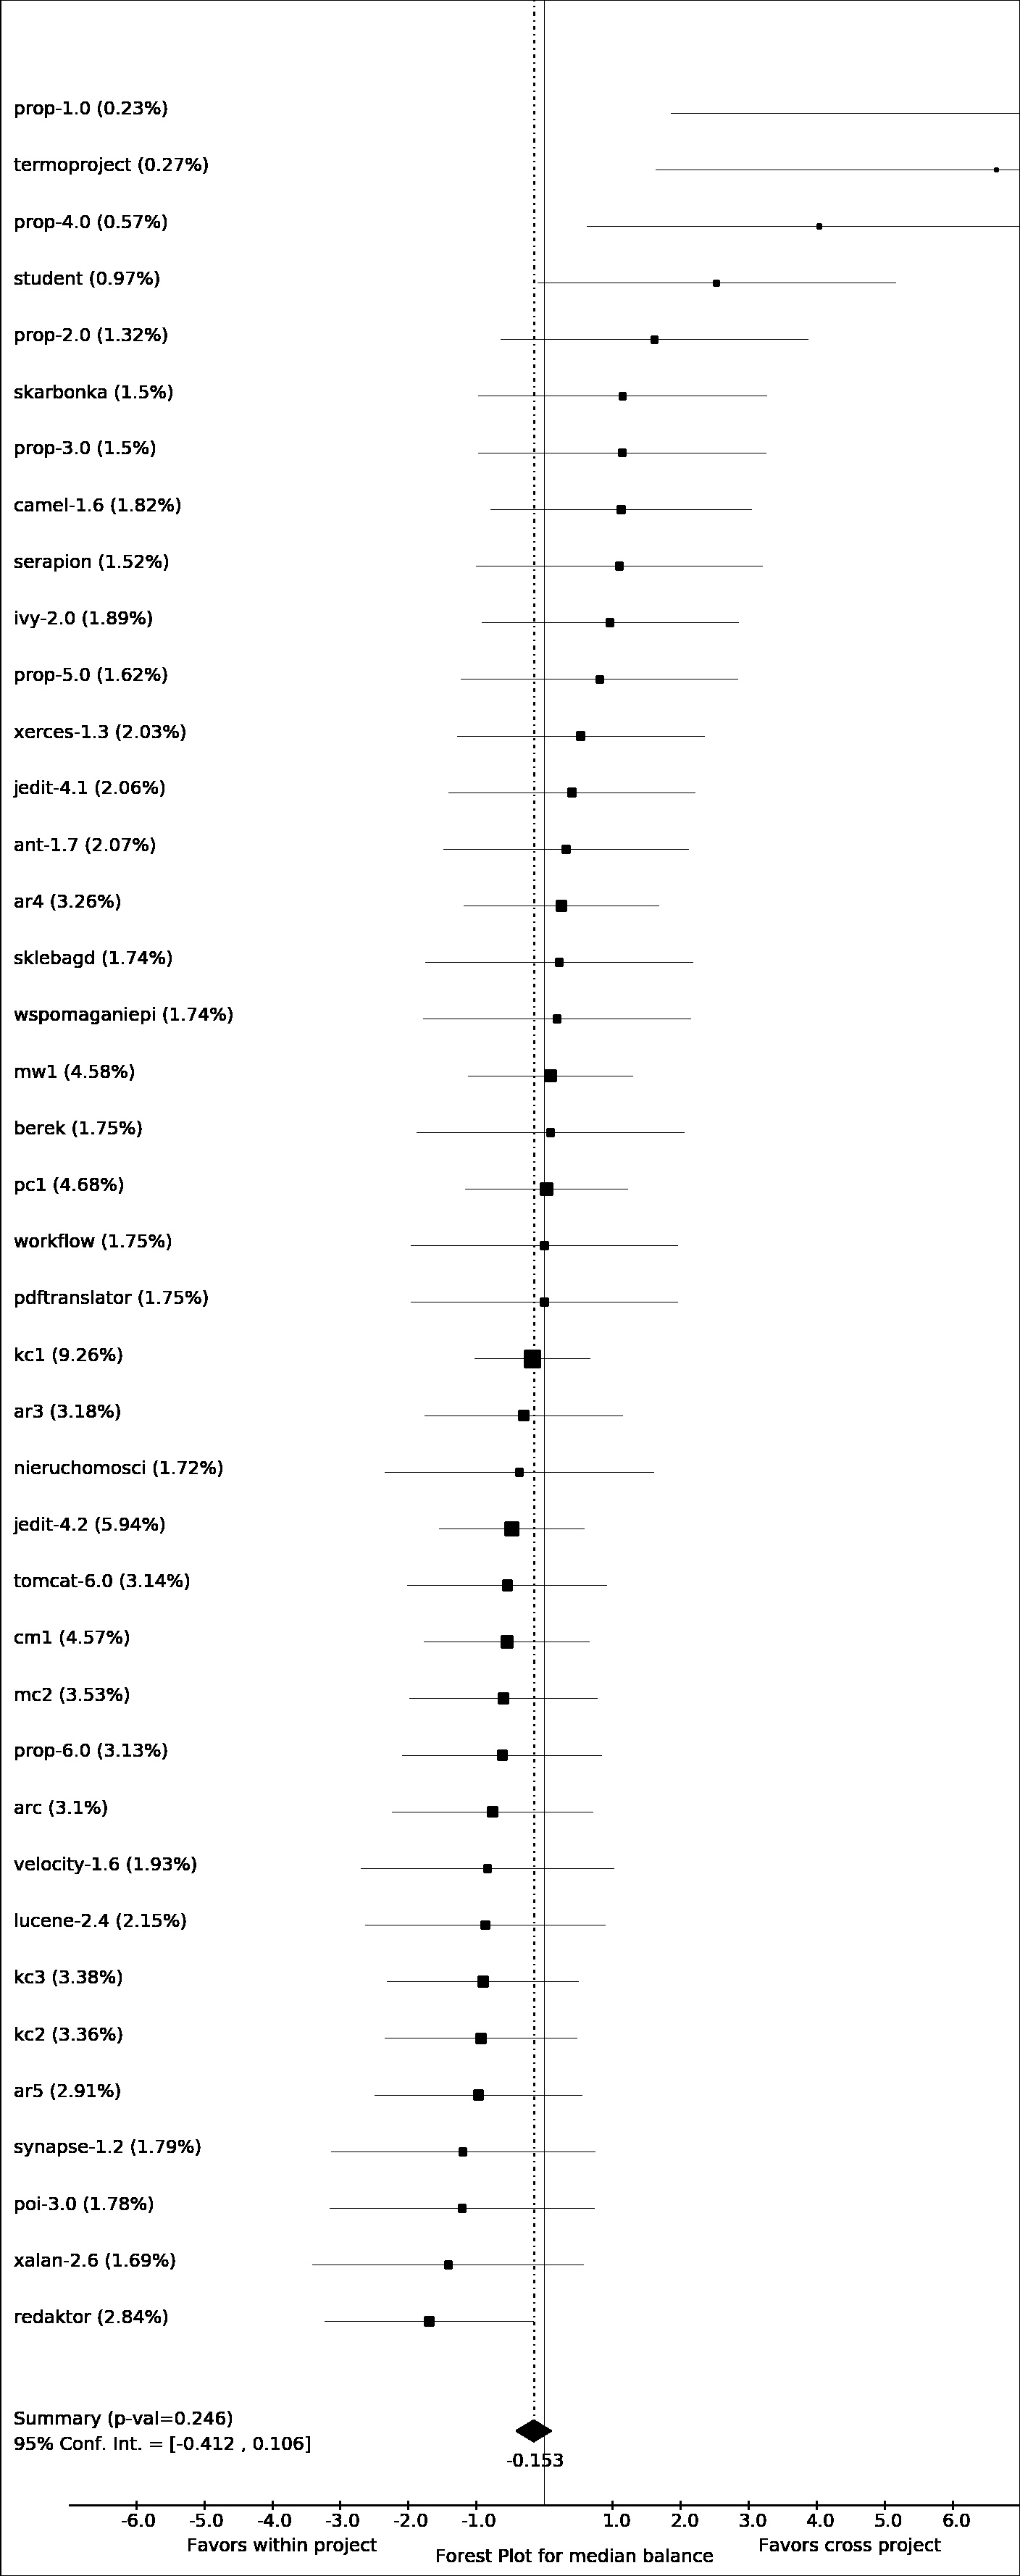 prop-1.0 (0.23%)
termoproject (0.27%)
prop-4.0 (0.57%)
student (0.97%)
prop-2.0 (1.32%)
skarbonka (1.5%)
prop-3.0 (1.5%)
camel-1.6 (1.82%)
serapion (1.52%)
ivy-2.0 (1.89%)
prop-5.0 (1.62%)
xerces-1.3 (2.03%)
jedit-4.1 (2.06%)
ant-1.7 (2.07%)
ar4 (3.26%)
sklebagd (1.74%)
wspomaganiepi (1.74%)
mw1 (4.58%)
berek (1.75%)
pc1 (4.68%)
workflow (1.75%)
pdftranslator (1.75%)
kc1 (9.26%)
ar3 (3.18%)
nieruchomosci (1.72%)
jedit-4.2 (5.94%)
tomcat-6.0 (3.14%)
cm1 (4.57%)
mc2 (3.53%)
prop-6.0 (3.13%)
arc (3.1%)
velocity-1.6 (1.93%)
lucene-2.4 (2.15%)
kc3 (3.38%)
kc2 (3.36%)
ar5 (2.91%)
synapse-1.2 (1.79%)
poi-3.0 (1.78%)
xalan-2.6 (1.69%)
redaktor (2.84%)
Summary (p-val=0.246)
95% Conf. Int. = [-0.412 , 0.106]
-0.153
-6.0 -5.0 -4.0 -3.0 -2.0 -1.0 1.0 2.0 3.0 4.0 5.0 6.0
Favors within project Favors cross project
Forest Plot for median balance